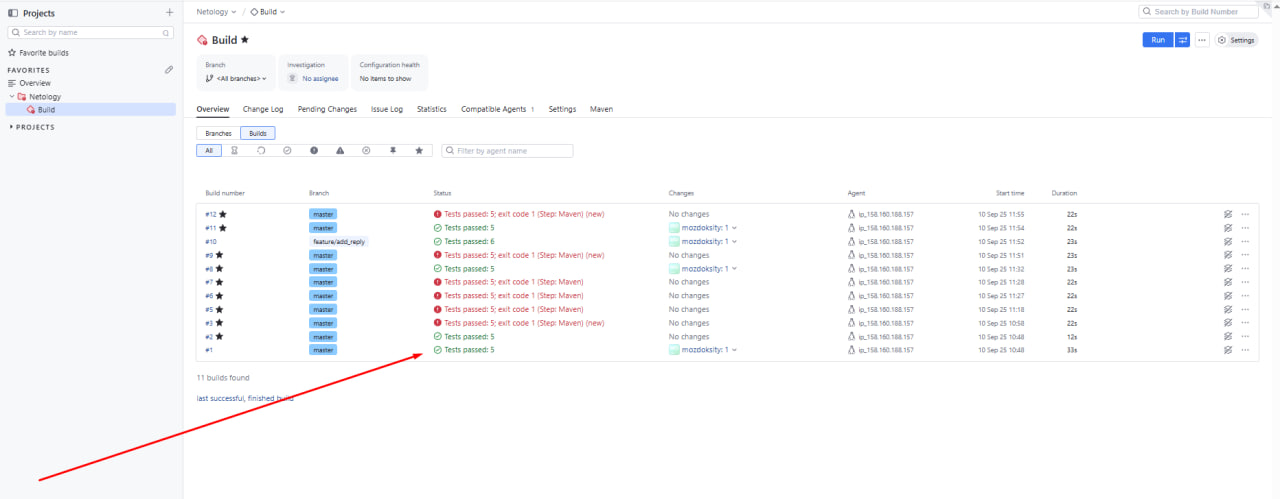 Projects
Search by name
Favorite builds
FAVORITES
Overview
Netology
Build
PROJECTS
Netology / Build
Search by Build Number
Build
Run Settings
Branch
<All branches>
Investigation
No assignee
Configuration health
No items to show
Overview Change Log Pending Changes Issue Log Statistics Compatible Agents 1 Settings Maven
Branches Builds
All Filter by agent name
Build number Branch Status Changes Agent Start time Duration
#12 master Tests passed: 5; exit code 1 (Step: Maven) (new) No changes ip_158.160.188.157 10 Sep 25 11:55 22s
#11 master Tests passed: 5 mozdoksity: 1 ip_158.160.188.157 10 Sep 25 11:54 22s
#10 feature/add_reply Tests passed: 6 mozdoksity: 1 ip_158.160.188.157 10 Sep 25 11:52 23s
#9 master Tests passed: 5; exit code 1 (Step: Maven) (new) No changes ip_158.160.188.157 10 Sep 25 11:51 23s
#8 master Tests passed: 5 mozdoksity: 1 ip_158.160.188.157 10 Sep 25 11:32 23s
#7 master Tests passed: 5; exit code 1 (Step: Maven) No changes ip_158.160.188.157 10 Sep 25 11:28 22s
#6 master Tests passed: 5; exit code 1 (Step: Maven) No changes ip_158.160.188.157 10 Sep 25 11:27 22s
#5 master Tests passed: 5; exit code 1 (Step: Maven) No changes ip_158.160.188.157 10 Sep 25 11:18 22s
#3 master Tests passed: 5; exit code 1 (Step: Maven) (new) No changes ip_158.160.188.157 10 Sep 25 10:58 22s
#2 master Tests passed: 5 No changes ip_158.160.188.157 10 Sep 25 10:48 12s
#1 master Tests passed: 5 mozdoksity: 1 ip_158.160.188.157 10 Sep 25 10:48 33s
11 builds found
last successful, finished build